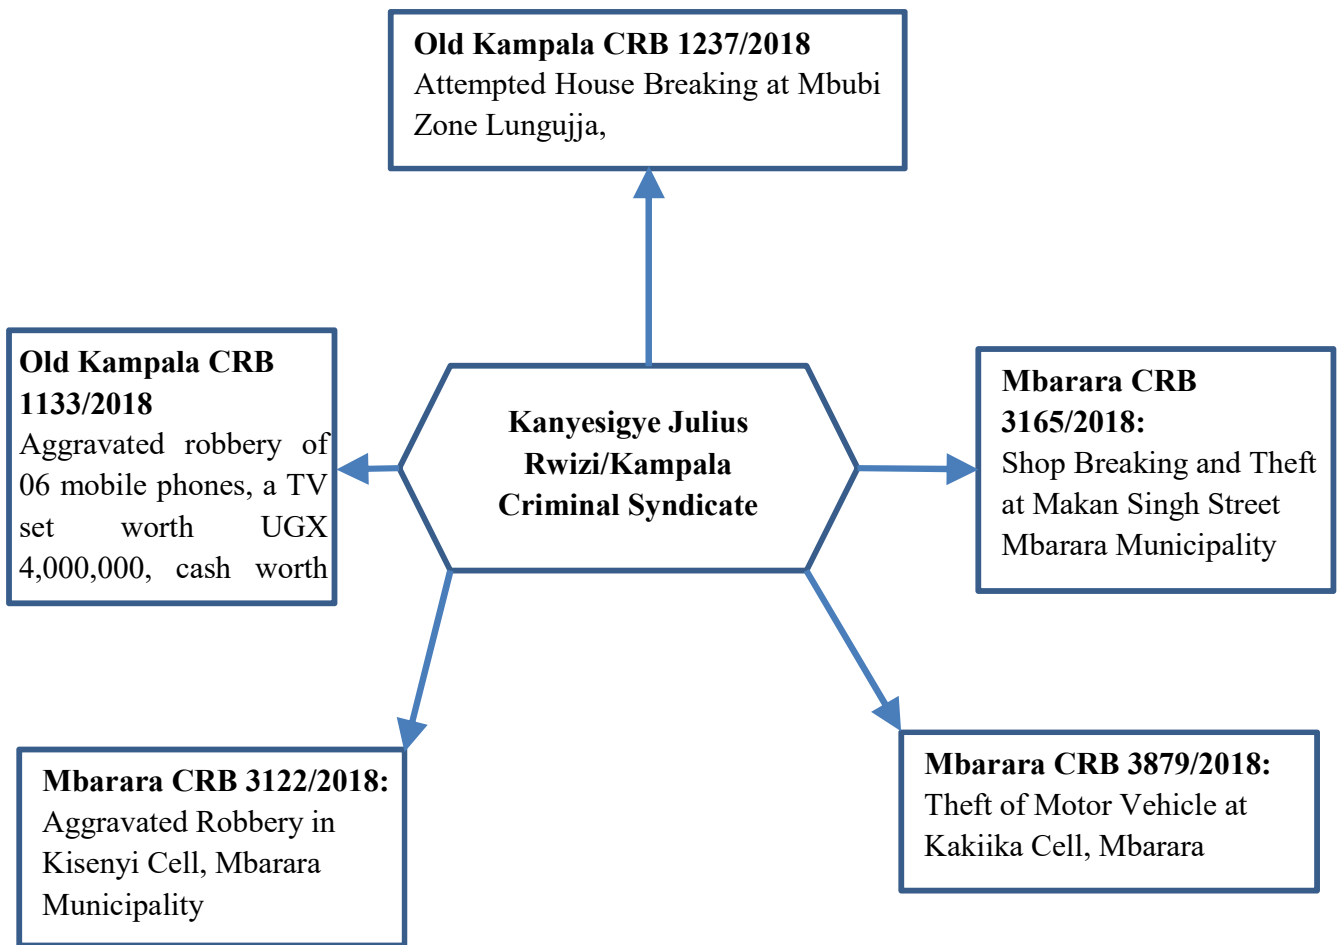 Old Kampala CRB 1237/2018
Attempted House Breaking at Mbubi
Zone Lungujja,
Old Kampala CRB
1133/2018
Aggravated robbery of
06 mobile phones, a TV
set worth UGX
4,000,000, cash worth
Kanyesigye Julius
Rwizi/Kampala
Criminal Syndicate
Mbarara CRB
3165/2018:
Shop Breaking and Theft
at Makan Singh Street
Mbarara Municipality
Mbarara CRB 3122/2018:
Aggravated Robbery in
Kisenyi Cell, Mbarara
Municipality
Mbarara CRB 3879/2018:
Theft of Motor Vehicle at
Kakiika Cell, Mbarara